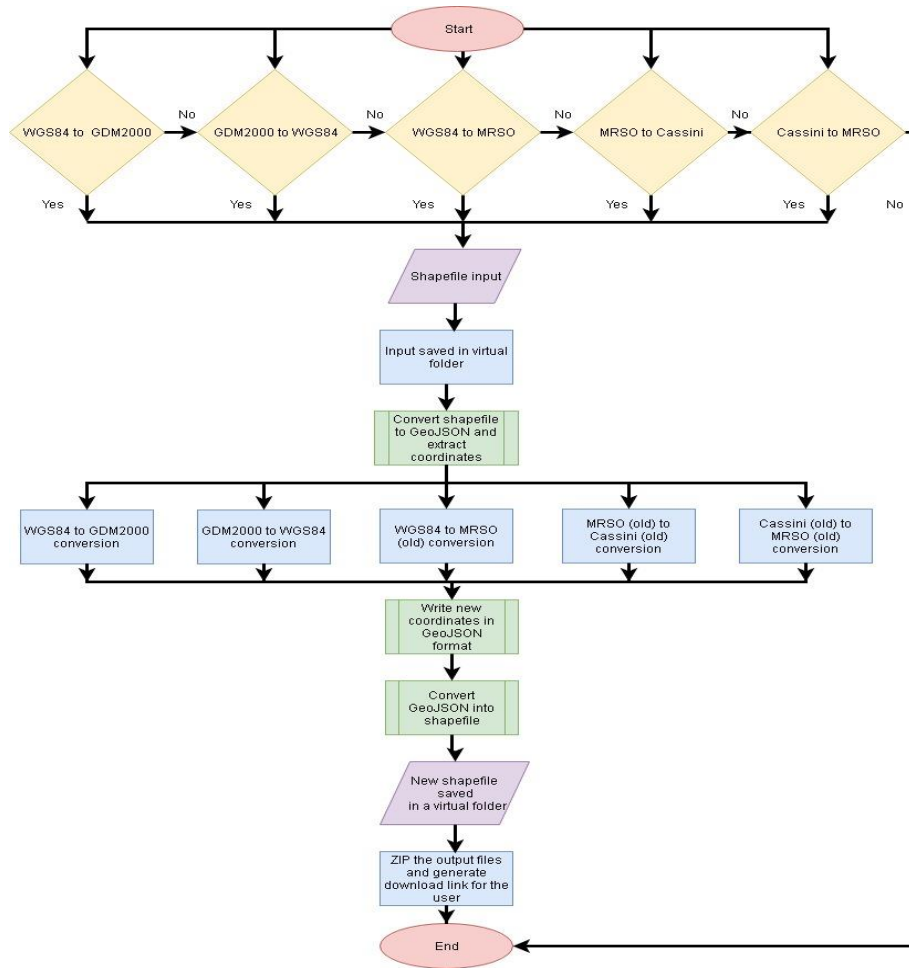 Start
WGS84 to GDM2000
No
GDM2000 to WGS84
No
WGS84 to MRSO
No
MRSO to Cassini
No
Cassini to MRSO
Yes
Yes
Yes
Yes
Yes
No
Shapefile input
Input saved in virtual
folder
Convert shapefile
to GeoJSON and
extract
coordinates
WGS84 to GDM2000
conversion
GDM2000 to WGS84
conversion
WGS84 to MRSO
(old) conversion
MRSO (old) to
Cassini (old)
conversion
Cassini (old) to
MRSO (old)
conversion
Write new
coordinates in
GeoJSON
format
Convert
GeoJSON into
shapefile
New shapefile
saved
in a virtual folder
ZIP the output files
and generate
download link for the
user
End